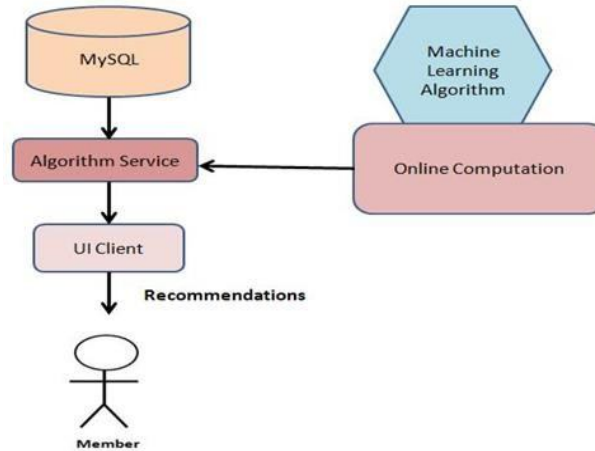 MySQL
Machine
Learning
Algorithm
Algorithm Service
Online Computation
UI Client
Recommendations
Member